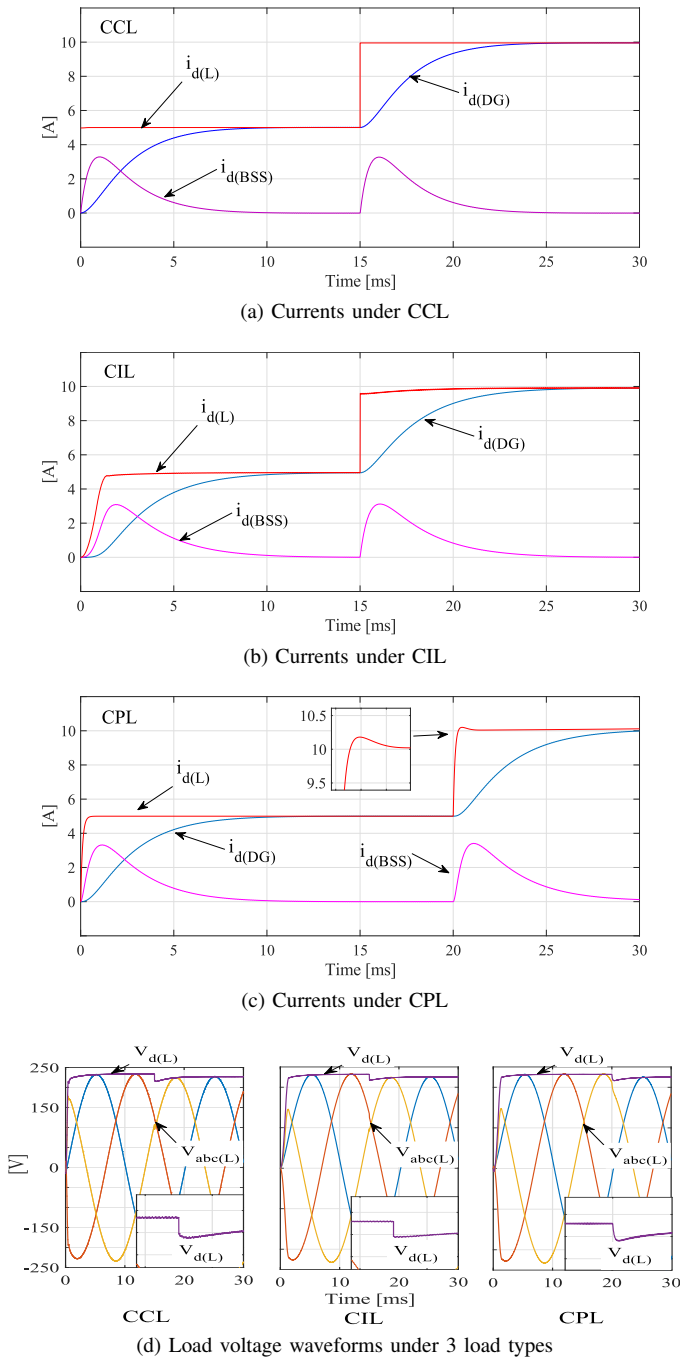 CCL
10
8
6
4
2
0
[A]
i_d(L)
i_d(DG)
i_d(BSS)
0 5 10 15 20 25 30
Time [ms]
(a) Currents under CCL
CIL
10
8
6
4
2
0
[A]
i_d(L)
i_d(DG)
i_d(BSS)
0 5 10 15 20 25 30
Time [ms]
(b) Currents under CIL
CPL
10
8
6
4
2
0
[A]
10.5
10
9.5
i_d(L)
i_d(DG)
i_d(BSS)
0 5 10 15 20 25 30
Time [ms]
(c) Currents under CPL
V_d(L) V_d(L) V_d(L)
250
150
0
-150
-250
[V]
V_abc(L) V_abc(L) V_abc(L)
V_d(L) V_d(L) V_d(L)
0 10 20 30 0 10 20 30 0 10 20 30
Time [ms]
CCL CIL CPL
(d) Load voltage waveforms under 3 load types